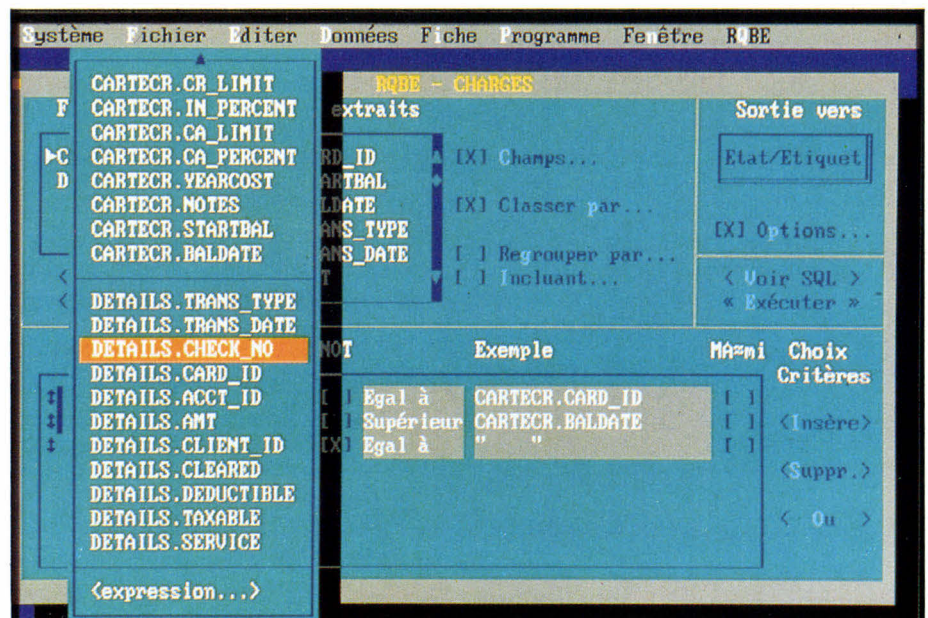 Système Fichier Editer Données Fiche Programme Fenêtre RQBE
RQBE - CHARGES
CARTECR.CR_LIMIT
CARTECR.IN_PERCENT
CARTECR.CA_LIMIT
CARTECR.CA_PERCENT
CARTECR.YEARCOST
CARTECR.NOTES
CARTECR.STARTBAL
CARTECR.BALDATE
DETAILS.TRANS_TYPE
DETAILS.TRANS_DATE
DETAILS.CHECK_NO
DETAILS.CARD_ID
DETAILS.ACCT_ID
DETAILS.AMT
DETAILS.CLIENT_ID
DETAILS.CLEARED
DETAILS.DEDUCTIBLE
DETAILS.TAXABLE
DETAILS.SERVICE
<expression...>
F
C
D
<
<
extraits
RD_ID
ARTBAL
LDATE
ANS_TYPE
ANS_DATE
T
[X] Champs...
[X] Classer par...
[ ] Regrouper par...
[ ] Incluant...
Sortie vers
Etat/Etiquet
[X] Options...
< Voir SQL >
« Exécuter »
NOT Exemple MA≈mi
[ ] Egal à CARTECR.CARD_ID [ ]
[ ] Supérieur CARTECR.BALDATE [ ]
[X] Egal à " " [ ]
Choix
Critères
<Insère>
<Suppr.>
< Ou >